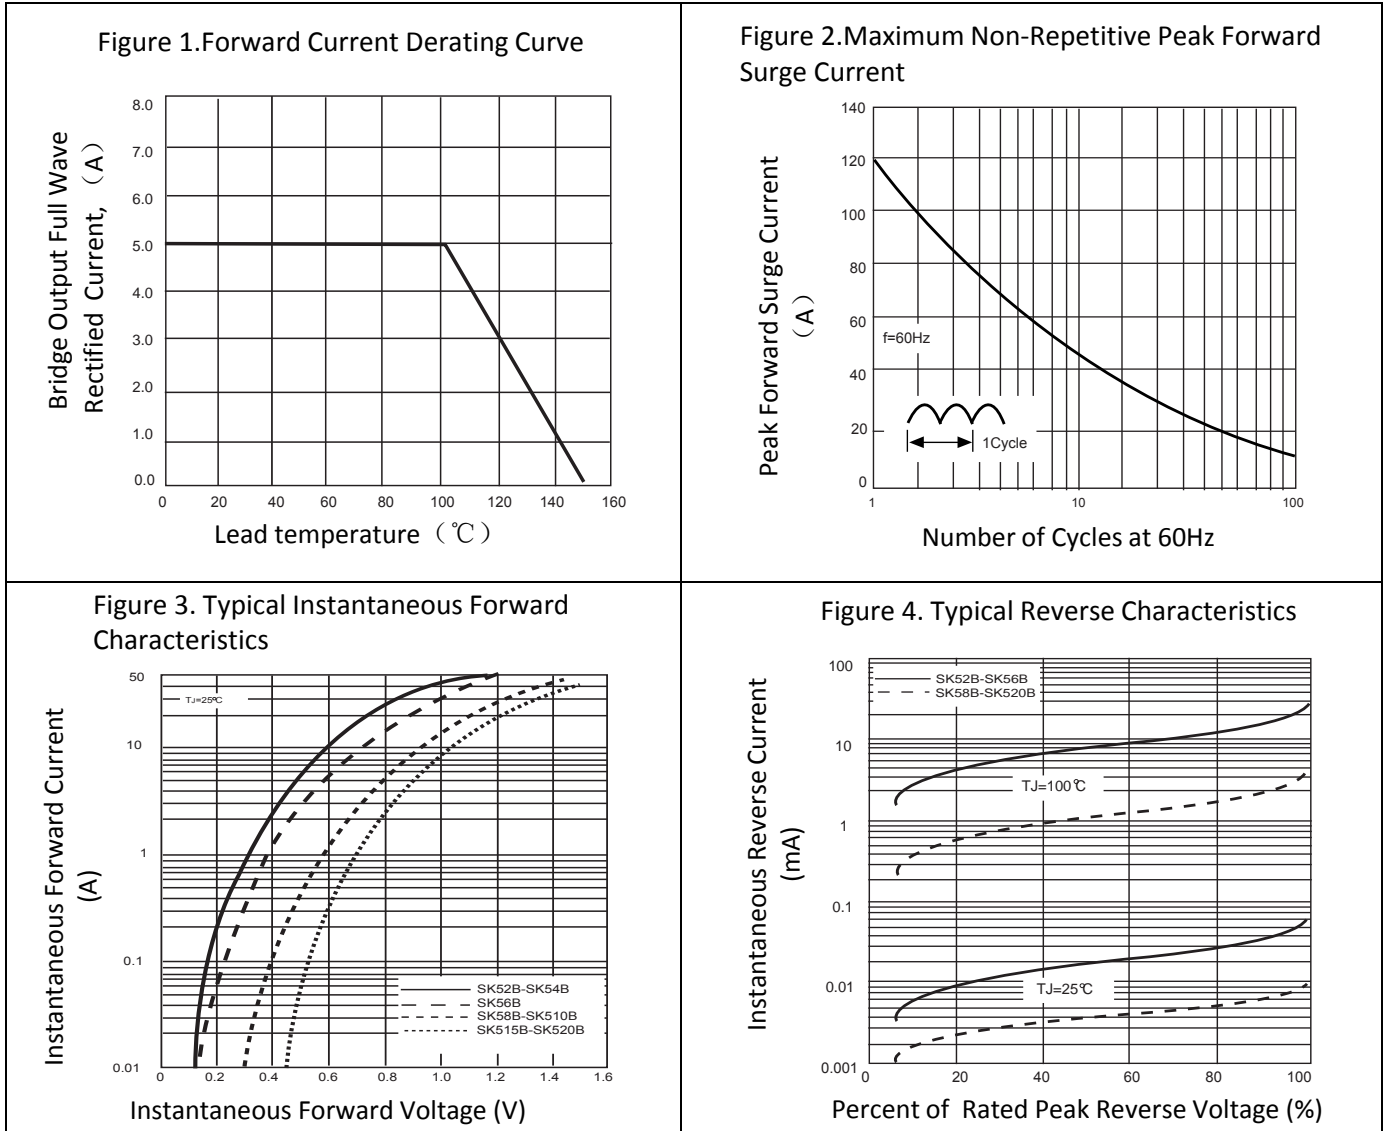 Figure 1.Forward Current Derating Curve
Bridge Output Full Wave
Rectified Current, （A）
8.0
7.0
6.0
5.0
4.0
3.0
2.0
1.0
0.0
0 20 40 60 80 100 120 140 160
Lead temperature（℃）
Figure 2.Maximum Non-Repetitive Peak Forward
Surge Current
Peak Forward Surge Current
（A）
140
120
100
80
60
40
20
0
f=60Hz
1Cycle
1 10 100
Number of Cycles at 60Hz
Figure 3. Typical Instantaneous Forward
Characteristics
Instantaneous Forward Current
(A)
50
10
1
0.1
0.01
TJ=25℃
SK52B-SK54B
SK56B
SK58B-SK510B
SK515B-SK520B
0 0.2 0.4 0.6 0.8 1.0 1.2 1.4 1.6
Instantaneous Forward Voltage (V)
Figure 4. Typical Reverse Characteristics
Instantaneous Reverse Current
(mA)
100
10
1
0.1
0.01
0.001
SK52B-SK56B
SK58B-SK520B
TJ=100℃
TJ=25℃
0 20 40 60 80 100
Percent of Rated Peak Reverse Voltage (%)